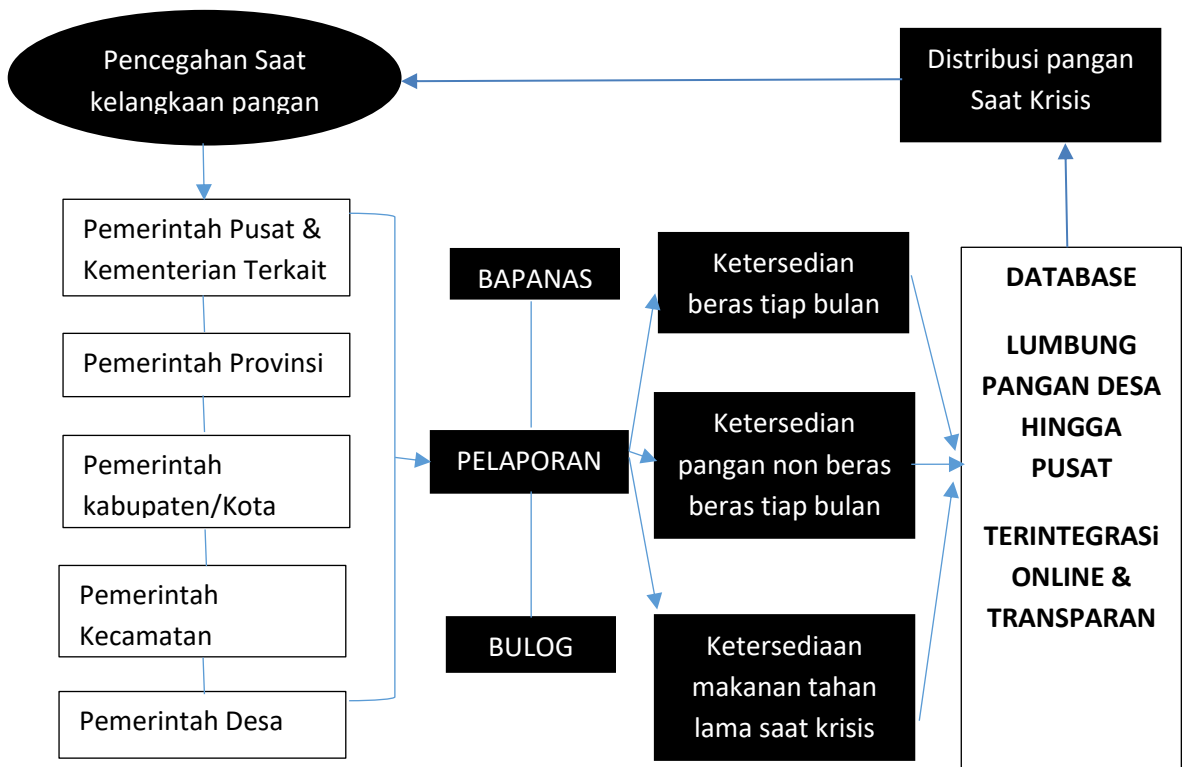 Pencegahan Saat
kelangkaan pangan
Distribusi pangan
Saat Krisis
Pemerintah Pusat &
Kementerian Terkait
Pemerintah Provinsi
Pemerintah
kabupaten/Kota
Pemerintah
Kecamatan
Pemerintah Desa
BAPANAS
PELAPORAN
BULOG
Ketersedian
beras tiap bulan
Ketersedian
pangan non beras
beras tiap bulan
Ketersediaan
makanan tahan
lama saat krisis
DATABASE
LUMBUNG
PANGAN DESA
HINGGA
PUSAT
TERINTEGRASi
ONLINE &
TRANSPARAN